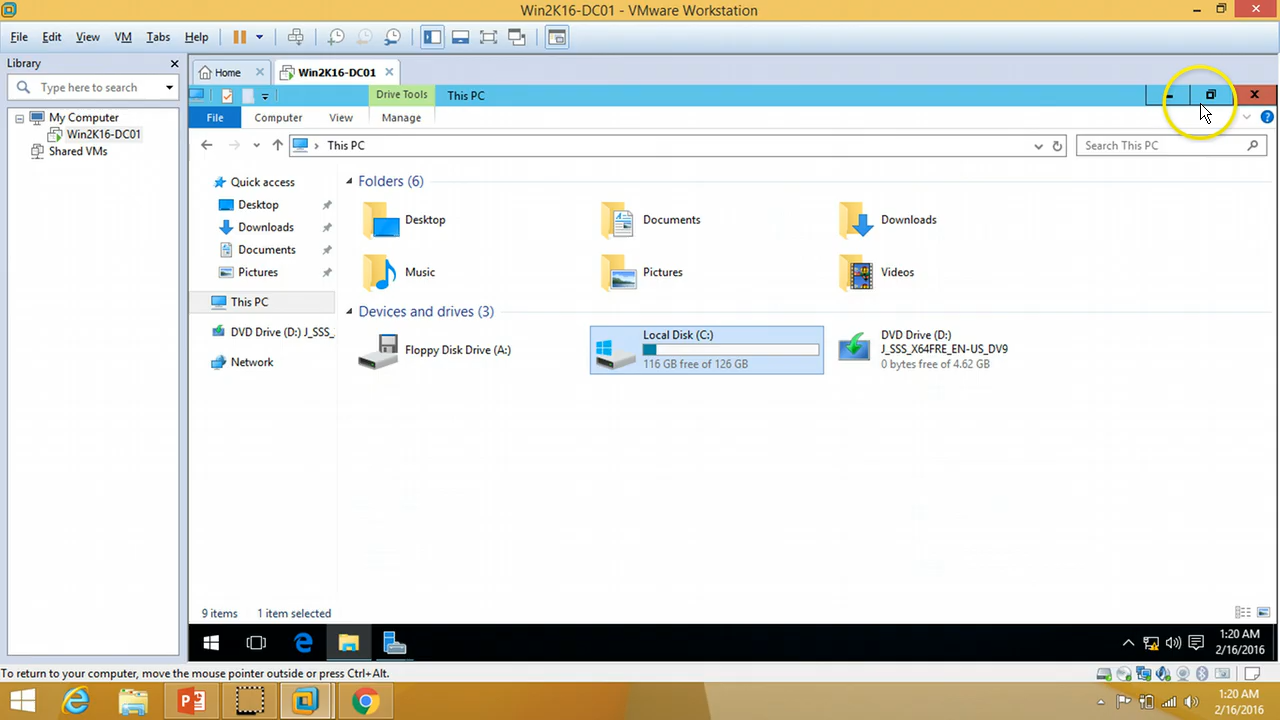 Win2K16-DC01 - VMware Workstation
File Edit View VM Tabs Help
Library
Type here to search
My Computer
Win2K16-DC01
Shared VMs
Home
Win2K16-DC01
Drive Tools
This PC
File Computer View Manage
This PC
Search This PC
Quick access
Desktop
Downloads
Documents
Pictures
This PC
DVD Drive (D:) J_SSS_
Network
Folders (6)
Desktop
Documents
Downloads
Music
Pictures
Videos
Devices and drives (3)
Floppy Disk Drive (A:)
Local Disk (C:)
116 GB free of 126 GB
DVD Drive (D:)
J_SSS_X64FRE_EN-US_DV9
0 bytes free of 4.62 GB
9 items 1 item selected
1:20 AM
2/16/2016
To return to your computer, move the mouse pointer outside or press Ctrl+Alt.
1:20 AM
2/16/2016